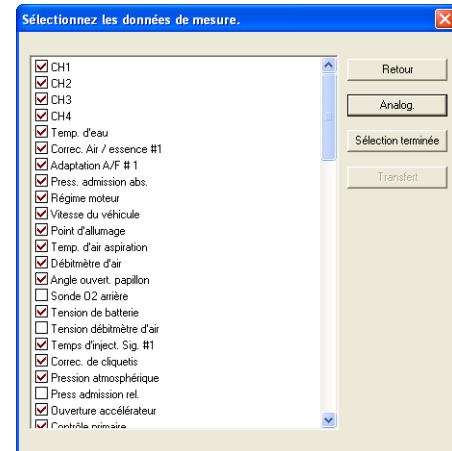 Sélectionnez les données de mesure.
CH1
CH2
CH3
CH4
Temp. d'eau
Correc. Air / essence #1
Adaptation A/F # 1
Press. admission abs.
Régime moteur
Vitesse du véhicule
Point d'allumage
Temp. d'air aspiration
Débitmètre d'air
Angle ouvert. papillon
Sonde O2 arrière
Tension de batterie
Tension débitmètre d'air
Temps d'inject. Sig. #1
Correc. de cliquetis
Pression atmosphérique
Press admission rel.
Ouverture accélérateur
Contrôle primaire
Retour
Analog.
Sélection terminée
Transfert